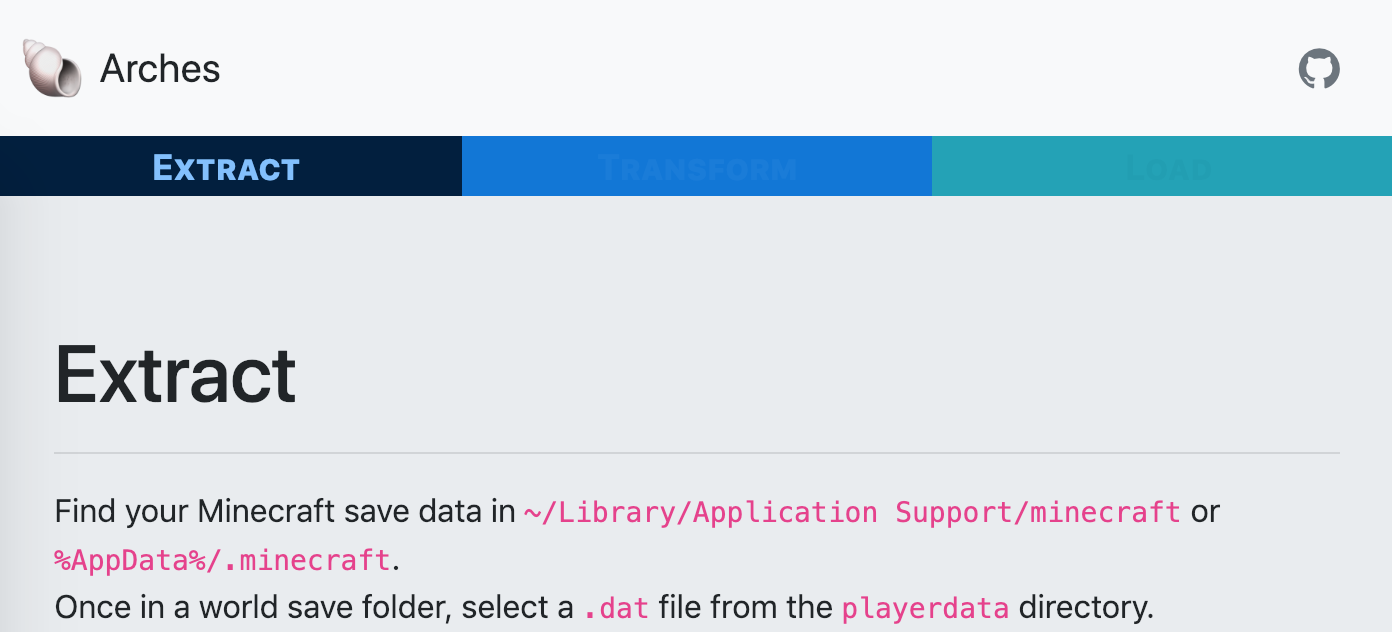 Arches
Extract
Transform
Load
Extract
Find your Minecraft save data in ~/Library/Application Support/minecraft or
%AppData%/.minecraft.
Once in a world save folder, select a .dat file from the playerdata directory.